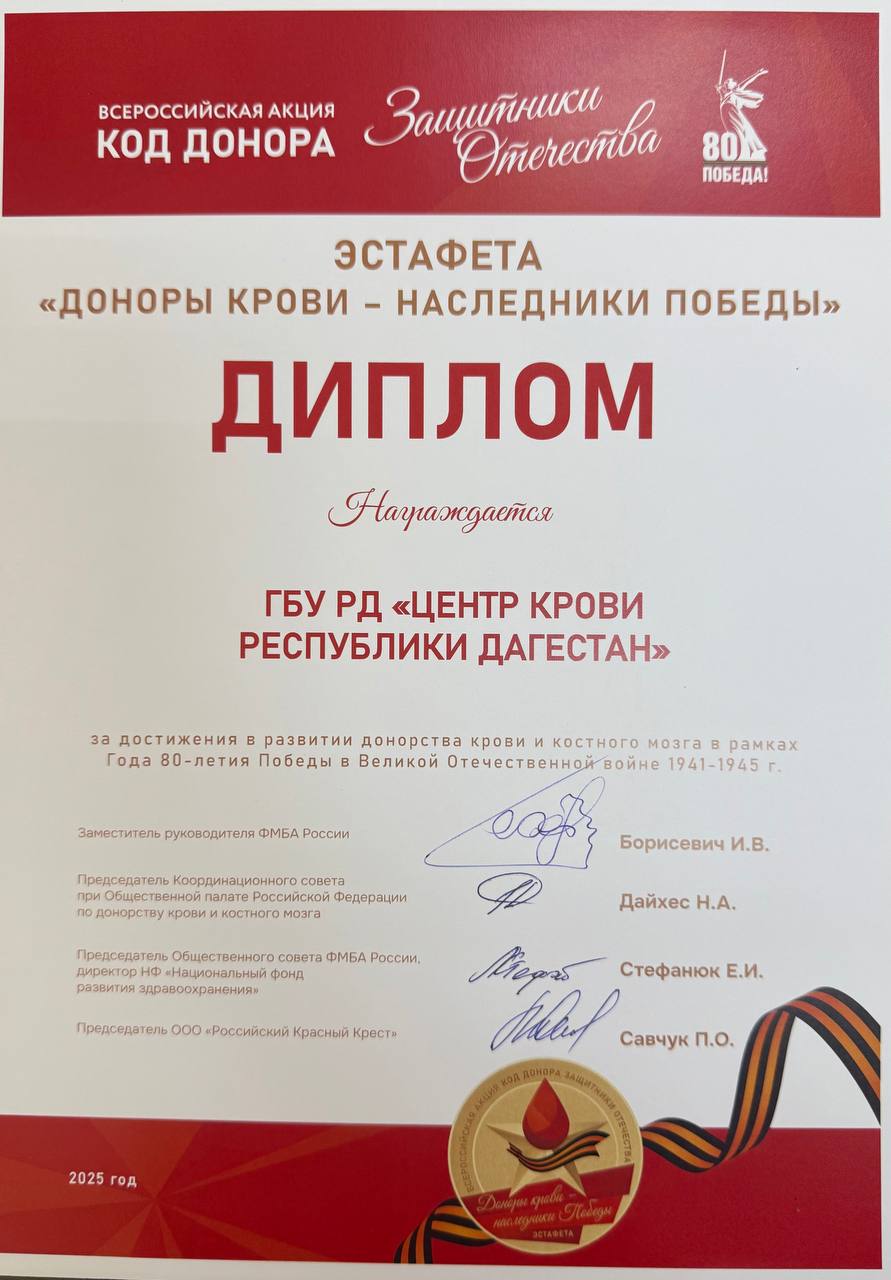 ВСЕРОССИЙСКАЯ АКЦИЯ
КОД ДОНОРА
Защитники
Отечества
80
ПОБЕДА!
ЭСТАФЕТА
«ДОНОРЫ КРОВИ – НАСЛЕДНИКИ ПОБЕДЫ»
ДИПЛОМ
Награждается
ГБУ РД «ЦЕНТР КРОВИ
РЕСПУБЛИКИ ДАГЕСТАН»
за достижения в развитии донорства крови и костного мозга в рамках
Года 80-летия Победы в Великой Отечественной войне 1941-1945 г.
Заместитель руководителя ФМБА России
Борисевич И.В.
Председатель Координационного совета
при Общественной палате Российской Федерации
по донорству крови и костного мозга
Дайхес Н.А.
Председатель Общественного совета ФМБА России,
директор НФ «Национальный фонд
развития здравоохранения»
Стефанюк Е.И.
Председатель ООО «Российский Красный Крест»
Савчук П.О.
ВСЕРОССИЙСКАЯ АКЦИЯ КОД ДОНОРА ЗАЩИТНИКИ ОТЕЧЕСТВА
Доноры крови –
наследники Победы
ЭСТАФЕТА
2025 год